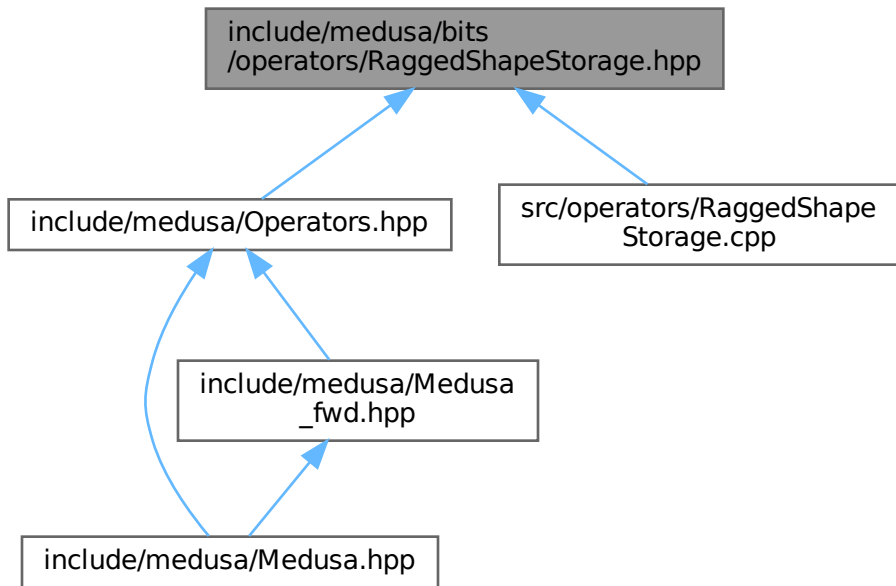 include/medusa/bits
/operators/RaggedShapeStorage.hpp
include/medusa/Operators.hpp
src/operators/RaggedShape
Storage.cpp
include/medusa/Medusa
_fwd.hpp
include/medusa/Medusa.hpp